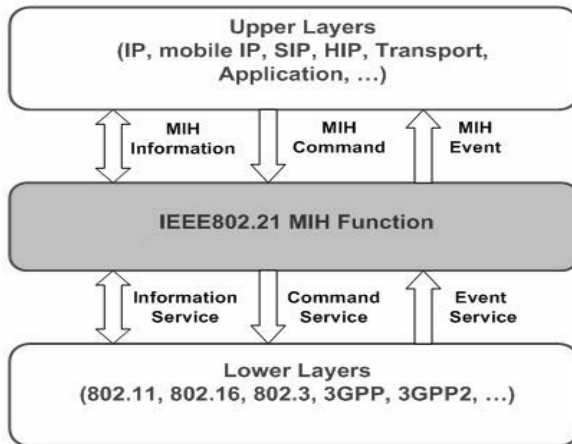 Upper Layers
(IP, mobile IP, SIP, HIP, Transport,
Application, ...)
MIH
Information
MIH
Command
MIH
Event
IEEE802.21 MIH Function
Information
Service
Command
Service
Event
Service
Lower Layers
(802.11, 802.16, 802.3, 3GPP, 3GPP2, ...)